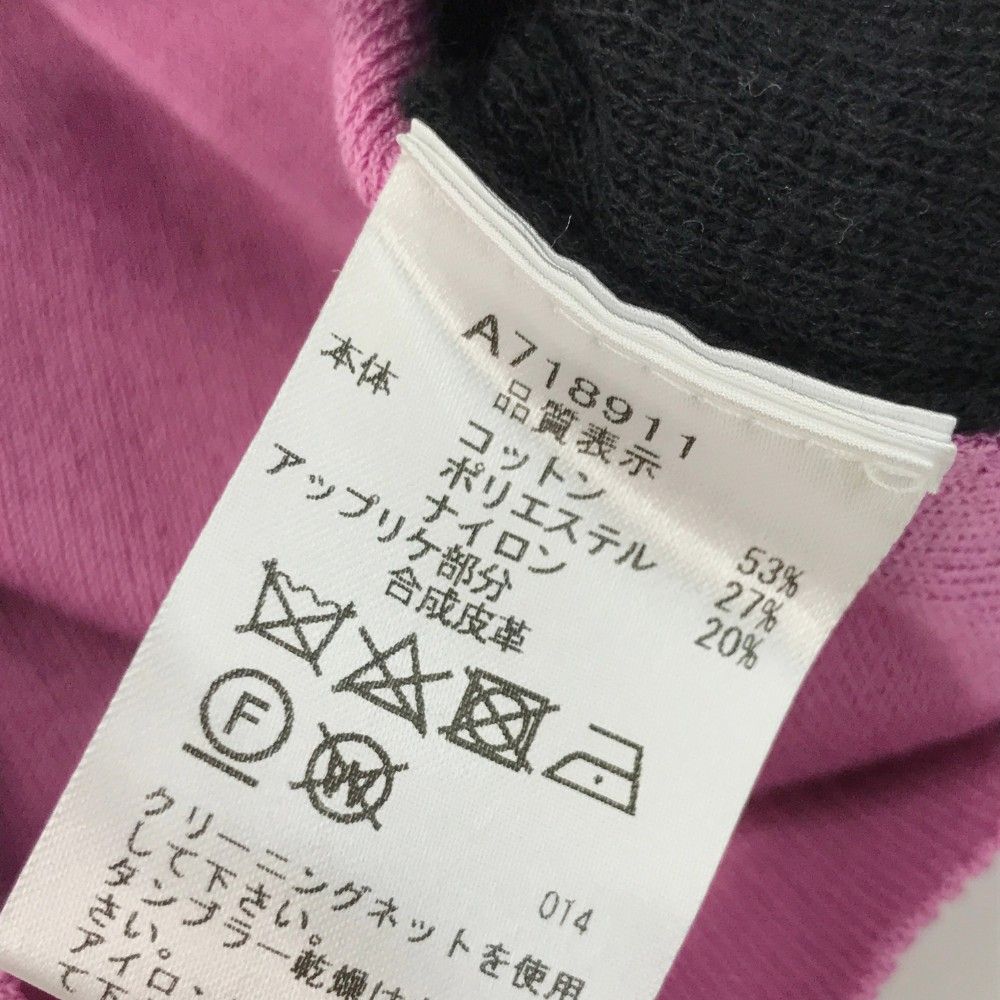 A718911
品質表示
本体
コットン 53%
ポリエステル 27%
ナイロン 20%
アップリケ部分
合成皮革
F
W
014
クリーニングネットを使用
して下さい。
タンブラー乾燥は
さい。
アイロン
て下